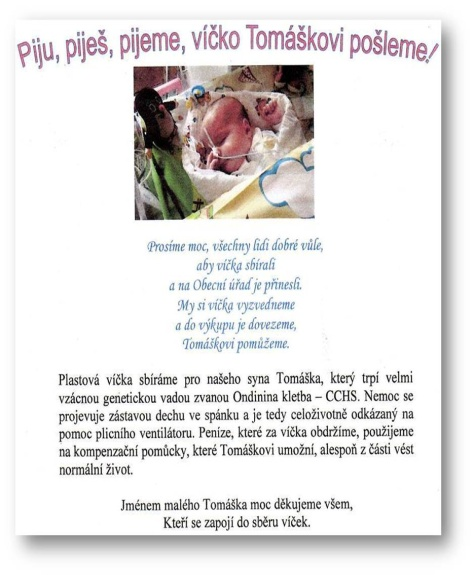 Piju, piješ, pijeme, víčko Tomáškovi pošleme!
Prosíme moc, všechny lidi dobré vůle,
aby víčka sbírali
a na Obecní úřad je přinesli.
My si víčka vyzvedneme
a do výkupu je dovezeme,
Tomáškovi pomůžeme.
Plastová víčka sbíráme pro našeho syna Tomáška, který trpí velmi
vzácnou genetickou vadou zvanou Ondinina kletba – CCHS. Nemoc se
projevuje zástavou dechu ve spánku a je tedy celoživotně odkázaný na
pomoc plicního ventilátoru. Peníze, které za víčka obdržíme, použijeme
na kompenzační pomůcky, které Tomáškovi umožní, alespoň z části vést
normální život.
Jménem malého Tomáška moc děkujeme všem,
Kteří se zapojí do sběru víček.